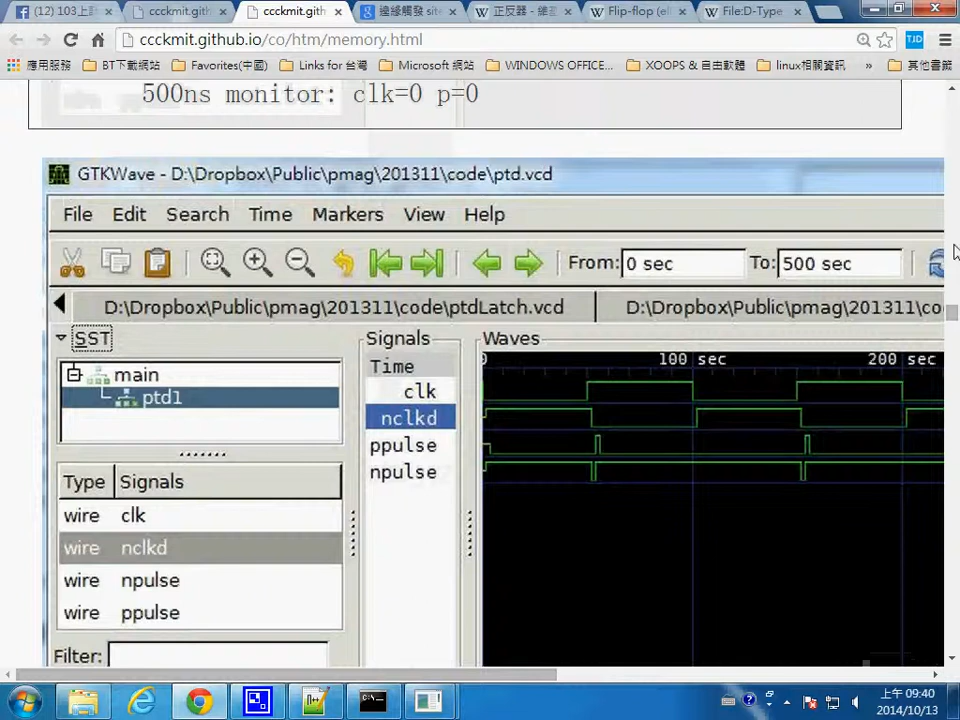 (12) 103上
ccckmit.githu
ccckmit.gith
邊緣觸發 site
正反器 - 維基
Flip-flop (el
File:D-Type
ccckmit.github.io/co/htm/memory.html
TJD
應用服務 BT下載網站 Favorites(中國) Links for 台灣 Microsoft 網站 WINDOWS OFFICE... XOOPS & 自由軟體 linux相關資訊 » 其他書籤
500ns monitor: clk=0 p=0
GTKWave - D:\Dropbox\Public\pmag\201311\code\ptd.vcd
File Edit Search Time Markers View Help
From: 0 sec To: 500 sec
D:\Dropbox\Public\pmag\201311\code\ptdLatch.vcd D:\Dropbox\Public\pmag\201311\co
SST
main
ptd1
Type Signals
wire clk
wire nclkd
wire npulse
wire ppulse
Filter:
Signals
Time
clk
nclkd
ppulse
npulse
Waves
0 100 sec 200 sec
上午 09:40
2014/10/13